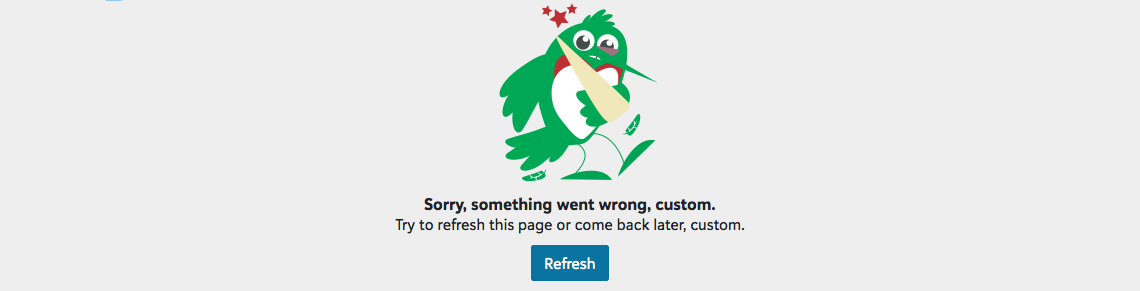 Sorry, something went wrong, custom.
Try to refresh this page or come back later, custom.
Refresh